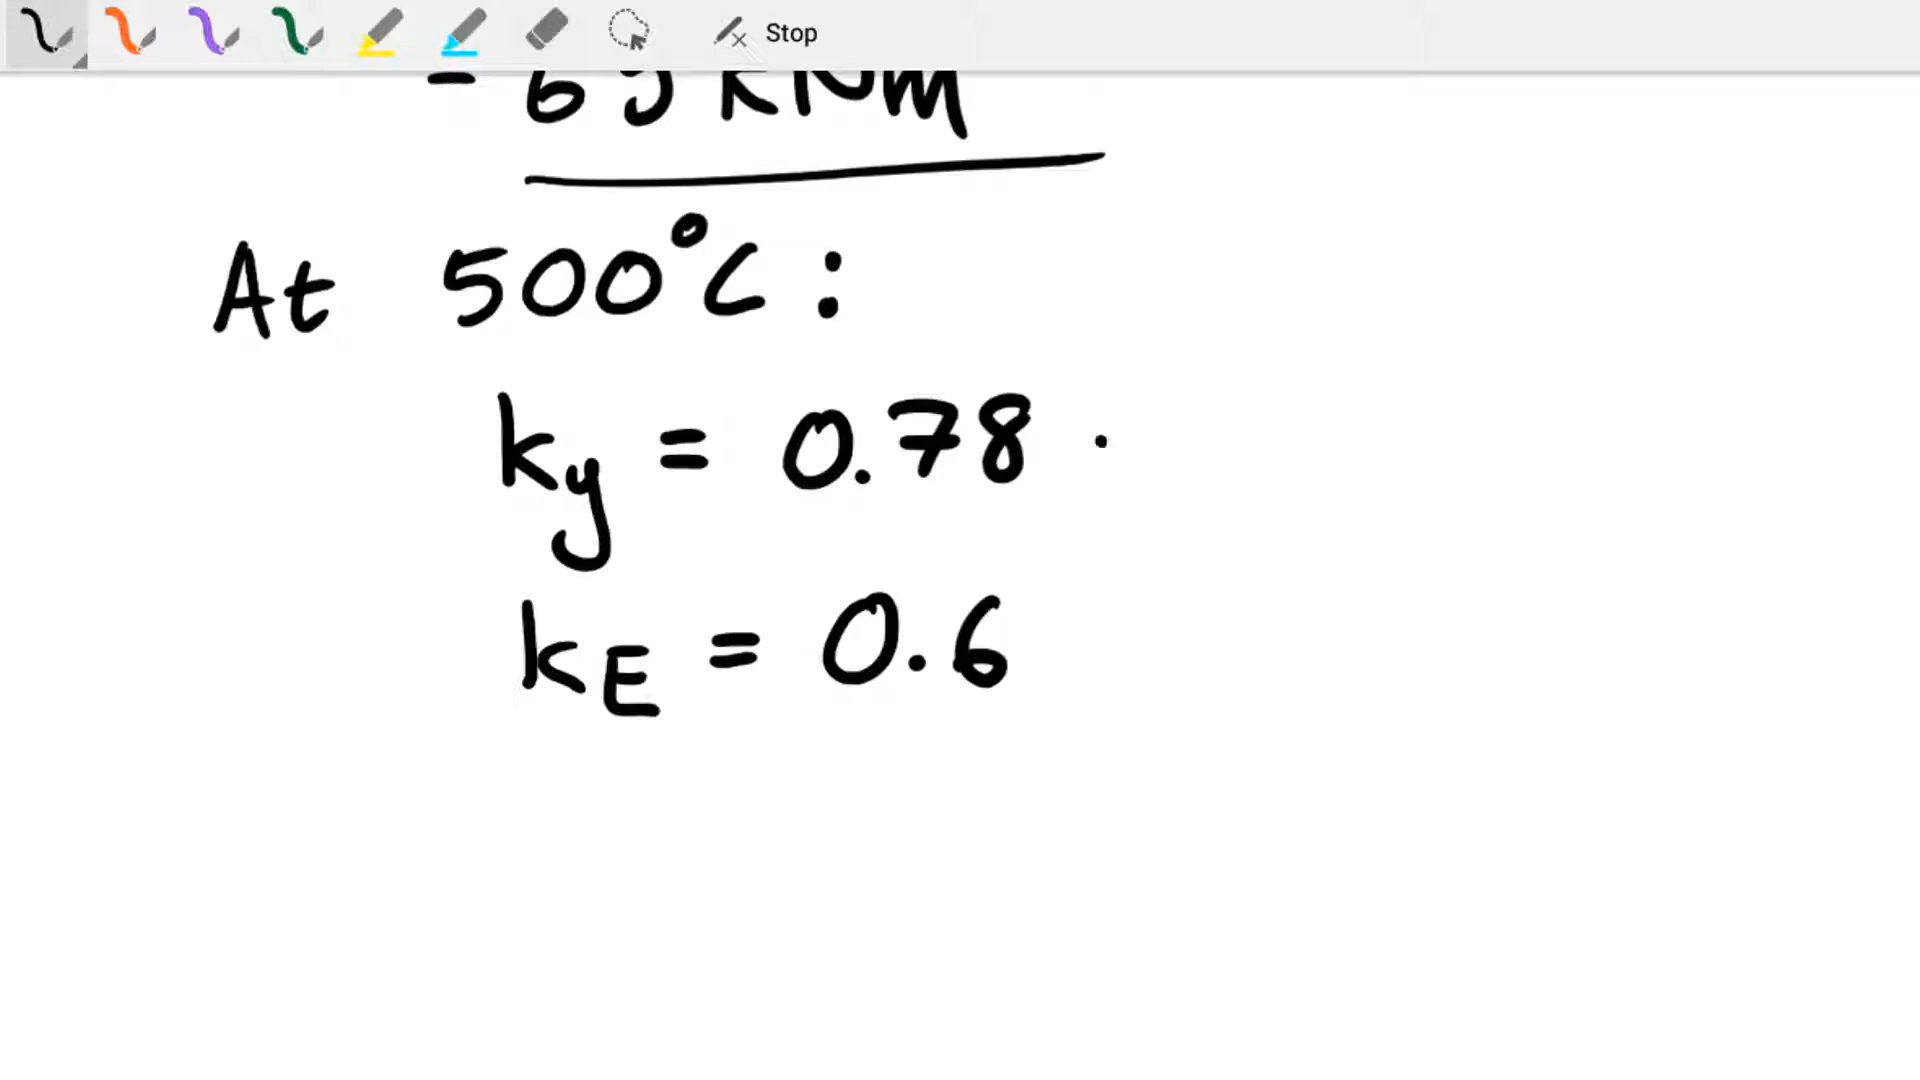 Stop
=
At 500°C :
ky = 0.78 .
kE = 0.6